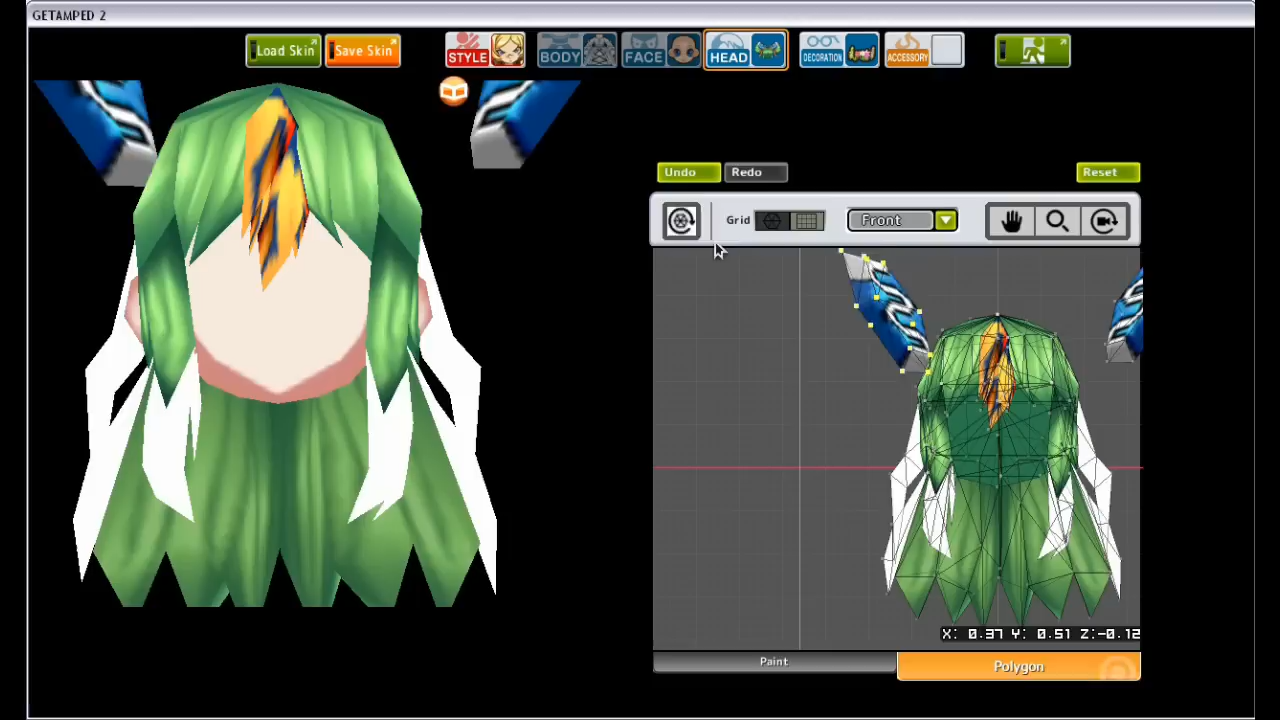 GETAMPED 2
Load Skin
Save Skin
STYLE
BODY
FACE
HEAD
DECORATION
ACCESSORY
Undo
Redo
Reset
Grid
Front
X: 0.37 Y: 0.51 Z:-0.12
Paint
Polygon